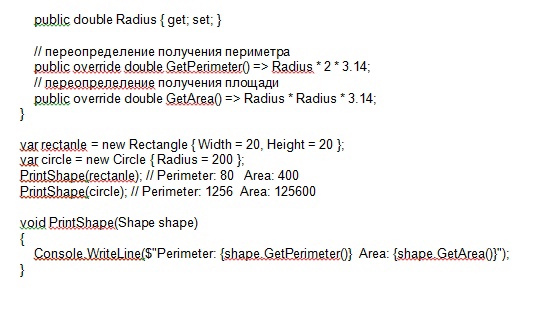 public double Radius { get; set; }
// переопределение получения периметра
public override double GetPerimeter() => Radius * 2 * 3.14;
// переопрелеление получения площади
public override double GetArea() => Radius * Radius * 3.14;
}
var rectanle = new Rectangle { Width = 20, Height = 20 };
var circle = new Circle { Radius = 200 };
PrintShape(rectanle); // Perimeter: 80 Area: 400
PrintShape(circle); // Perimeter: 1256 Area: 125600
void PrintShape(Shape shape)
{
Console.WriteLine($"Perimeter: {shape.GetPerimeter()} Area: {shape.GetArea()}");
}